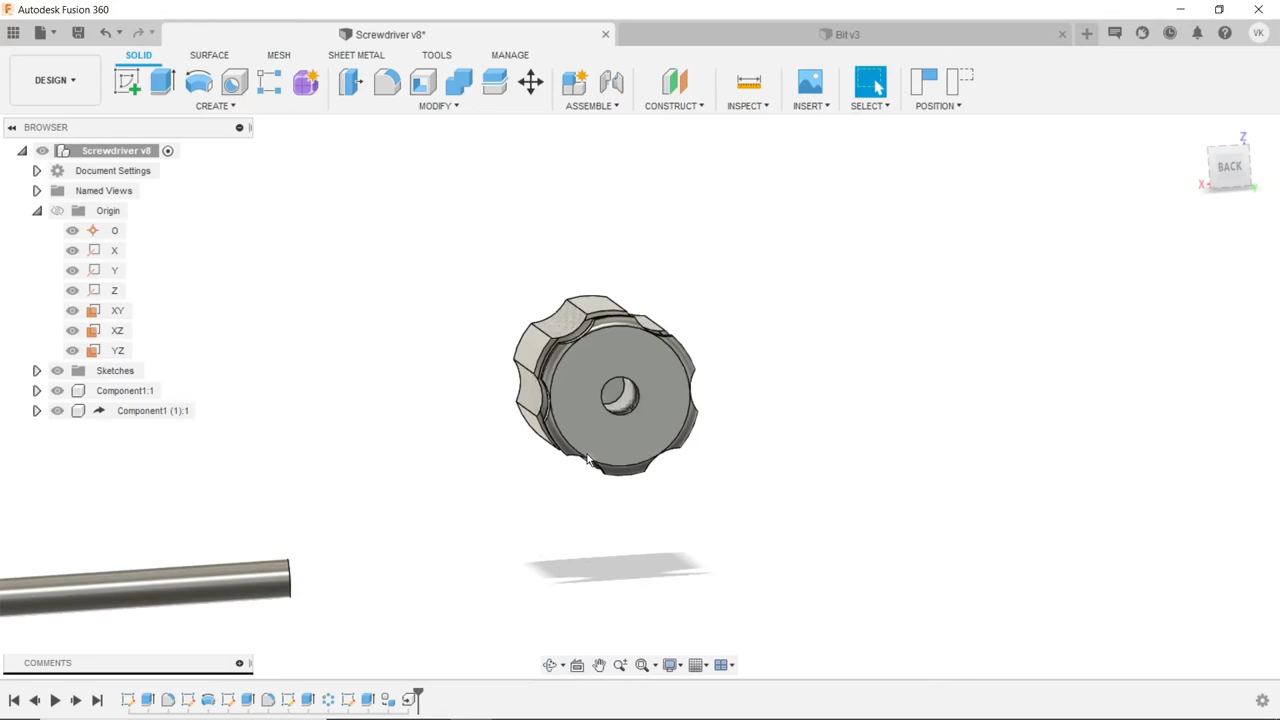 Autodesk Fusion 360
Screwdriver v8*
Bit v3
VK
SOLID
SURFACE
MESH
SHEET METAL
TOOLS
MANAGE
DESIGN
CREATE
MODIFY
ASSEMBLE
CONSTRUCT
INSPECT
INSERT
SELECT
POSITION
BROWSER
Screwdriver v8
Document Settings
Named Views
Origin
O
X
Y
Z
XY
XZ
YZ
Sketches
Component1:1
Component1 (1):1
Z
BACK
X
Y
COMMENTS